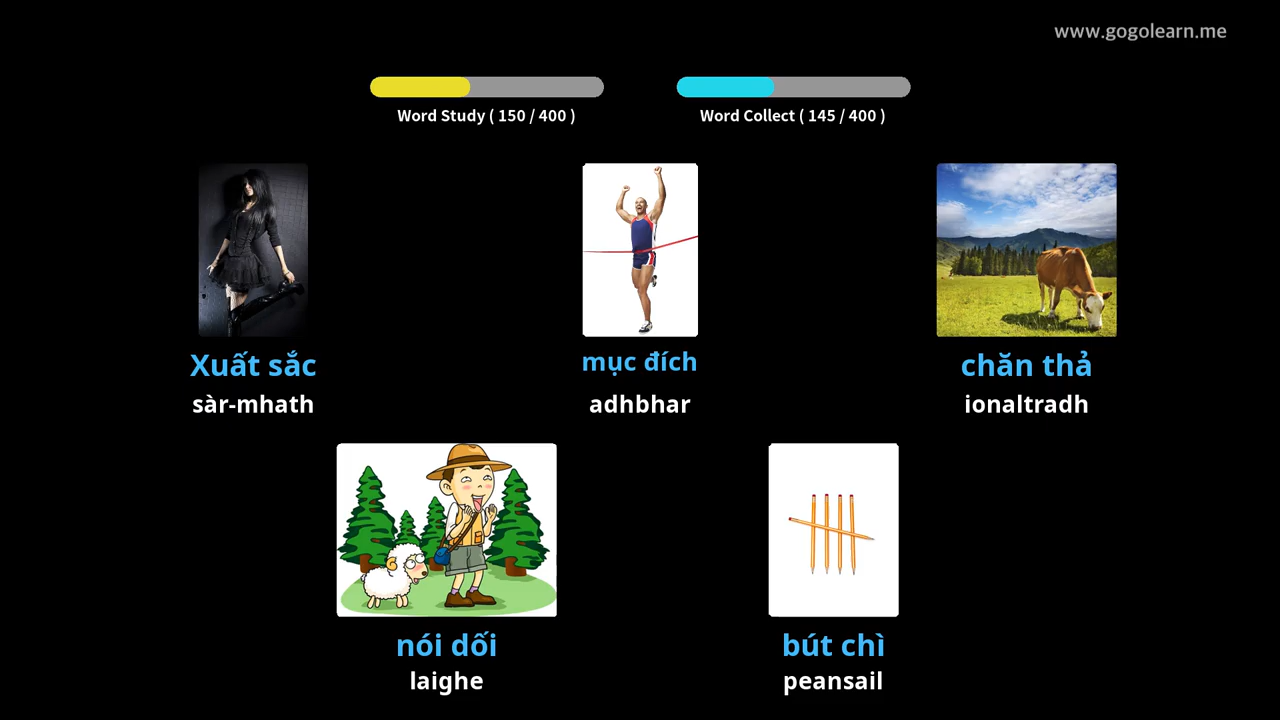 www.gogolearn.me
Word Study ( 150 / 400 )
Word Collect ( 145 / 400 )
Xuất sắc
sàr-mhath
mục đích
adhbhar
chăn thả
ionaltradh
nói dối
laighe
bút chì
peansail